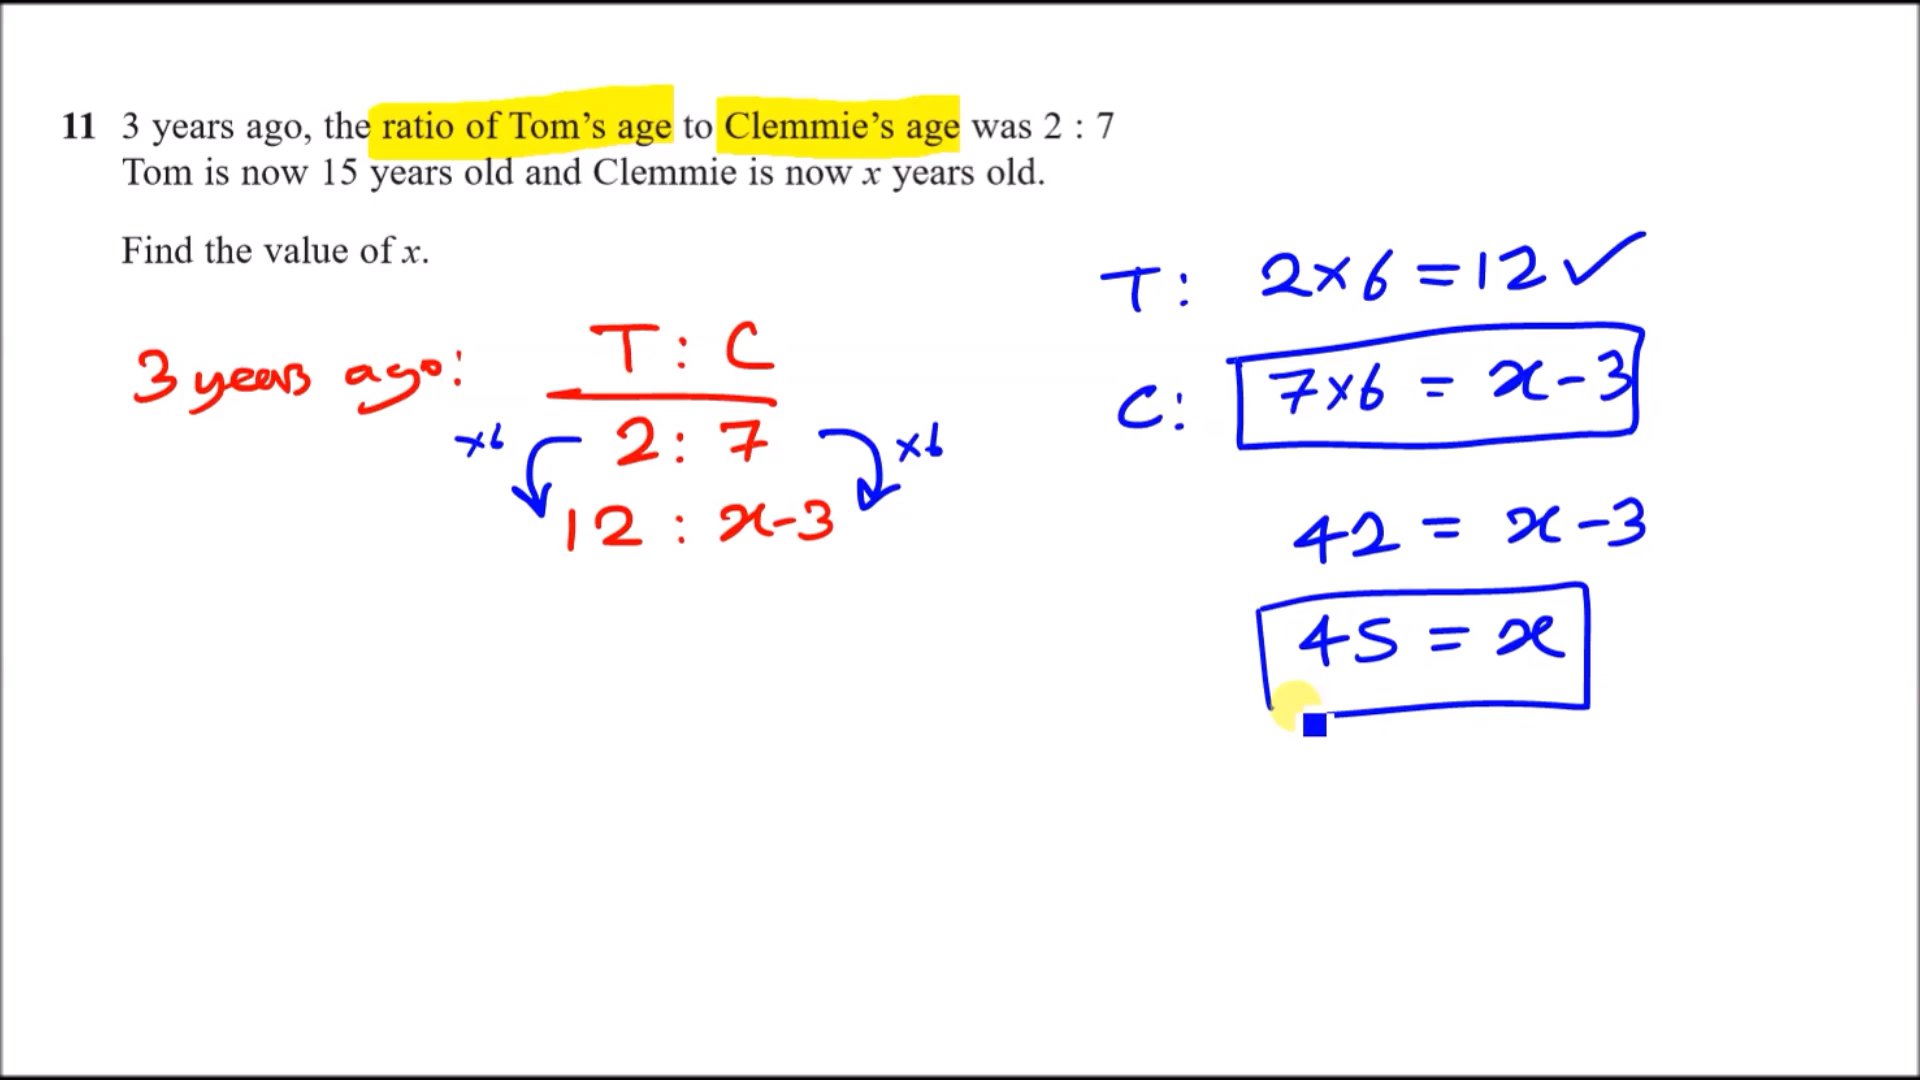 11 3 years ago, the ratio of Tom’s age to Clemmie’s age was 2 : 7
Tom is now 15 years old and Clemmie is now x years old.
Find the value of x.
3 years ago:
T : C
2 : 7
×6
×6
12 : x-3
T: 2×6 = 12 ✓
C: 7×6 = x-3
42 = x-3
45 = x